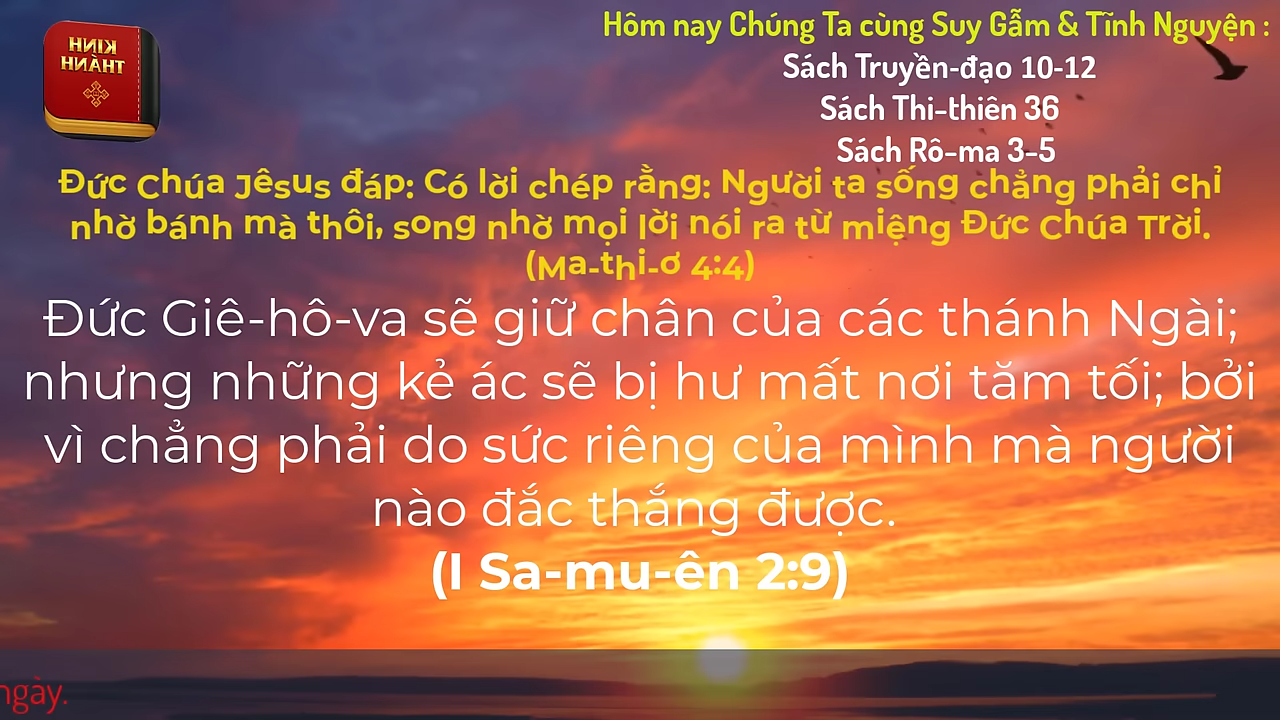 KINH
THÁNH
Hôm nay Chúng Ta cùng Suy Gẫm & Tĩnh Nguyện :
Sách Truyền-đạo 10-12
Sách Thi-thiên 36
Sách Rô-ma 3-5
Đức Chúa Jêsus đáp: Có lời chép rằng: Người ta sống chẳng phải chỉ
nhờ bánh mà thôi, song nhờ mọi lời nói ra từ miệng Đức Chúa Trời.
(Ma-thi-ơ 4:4)
Đức Giê-hô-va sẽ giữ chân của các thánh Ngài;
nhưng những kẻ ác sẽ bị hư mất nơi tăm tối; bởi
vì chẳng phải do sức riêng của mình mà người
nào đắc thắng được.
(I Sa-mu-ên 2:9)
ngày.